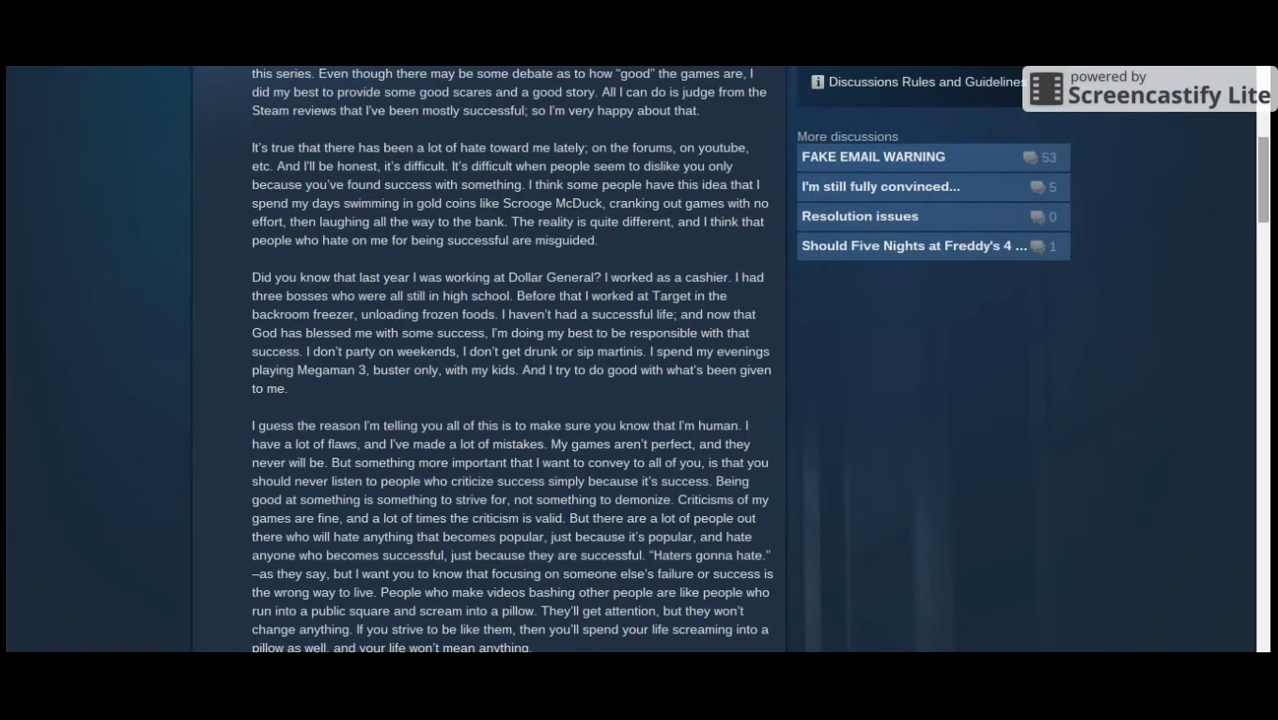 this series. Even though there may be some debate as to how “good” the games are, I
did my best to provide some good scares and a good story. All I can do is judge from the
Steam reviews that I’ve been mostly successful; so I’m very happy about that.
It’s true that there has been a lot of hate toward me lately; on the forums, on youtube,
etc. And I’ll be honest, it’s difficult. It’s difficult when people seem to dislike you only
because you’ve found success with something. I think some people have this idea that I
spend my days swimming in gold coins like Scrooge McDuck, cranking out games with no
effort, then laughing all the way to the bank. The reality is quite different, and I think that
people who hate on me for being successful are misguided.
Did you know that last year I was working at Dollar General? I worked as a cashier. I had
three bosses who were all still in high school. Before that I worked at Target in the
backroom freezer, unloading frozen foods. I haven’t had a successful life; and now that
God has blessed me with some success, I’m doing my best to be responsible with that
success. I don’t party on weekends, I don’t get drunk or sip martinis. I spend my evenings
playing Megaman 3, buster only, with my kids. And I try to do good with what’s been given
to me.
I guess the reason I’m telling you all of this is to make sure you know that I’m human. I
have a lot of flaws, and I’ve made a lot of mistakes. My games aren’t perfect, and they
never will be. But something more important that I want to convey to all of you, is that you
should never listen to people who criticize success simply because it’s success. Being
good at something is something to strive for, not something to demonize. Criticisms of my
games are fine, and a lot of times the criticism is valid. But there are a lot of people out
there who will hate anything that becomes popular, just because it’s popular, and hate
anyone who becomes successful, just because they are successful. “Haters gonna hate.”
–as they say, but I want you to know that focusing on someone else’s failure or success is
the wrong way to live. People who make videos bashing other people are like people who
run into a public square and scream into a pillow. They’ll get attention, but they won’t
change anything. If you strive to be like them, then you’ll spend your life screaming into a
pillow as well, and your life won’t mean anything.
Discussions Rules and Guidelines
More discussions
FAKE EMAIL WARNING 53
I'm still fully convinced... 5
Resolution issues 0
Should Five Nights at Freddy's 4 ... 1
powered by
Screencastify Lite